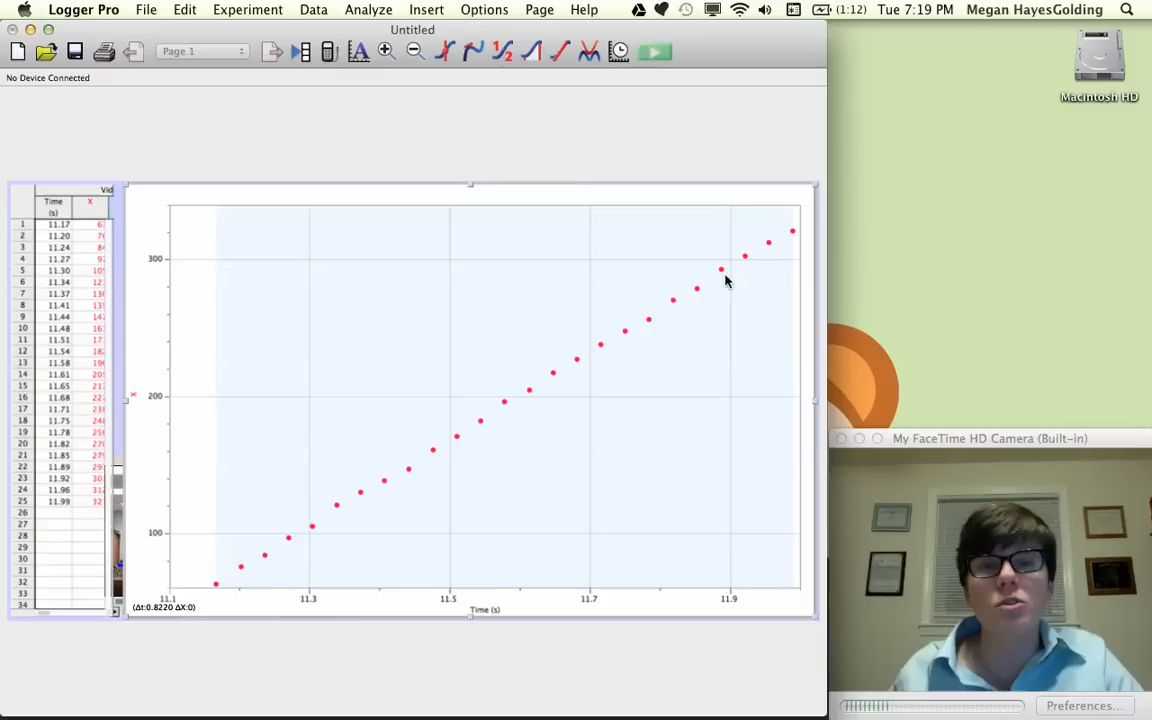 Logger Pro File Edit Experiment Data Analyze Insert Options Page Help (1:12) Tue 7:19 PM Megan HayesGolding
Untitled
Page 1
No Device Connected
Macintosh HD
Vid
Time X
(s)
1 11.17
2 11.20
3 11.24
4 11.27
5 11.30
6 11.34
7 11.37
8 11.41
9 11.44
10 11.48
11 11.51
12 11.54
13 11.58
14 11.61
15 11.65
16 11.68
17 11.71
18 11.75
19 11.78
20 11.82
21 11.85
22 11.89
23 11.92
24 11.96
25 11.99
26
27
28
29
30
31
32
33
34
300
X 200
100
11.1 11.3 11.5 11.7 11.9
(Δt:0.8220 ΔX:0)
Time (s)
My FaceTime HD Camera (Built-in)
Preferences...